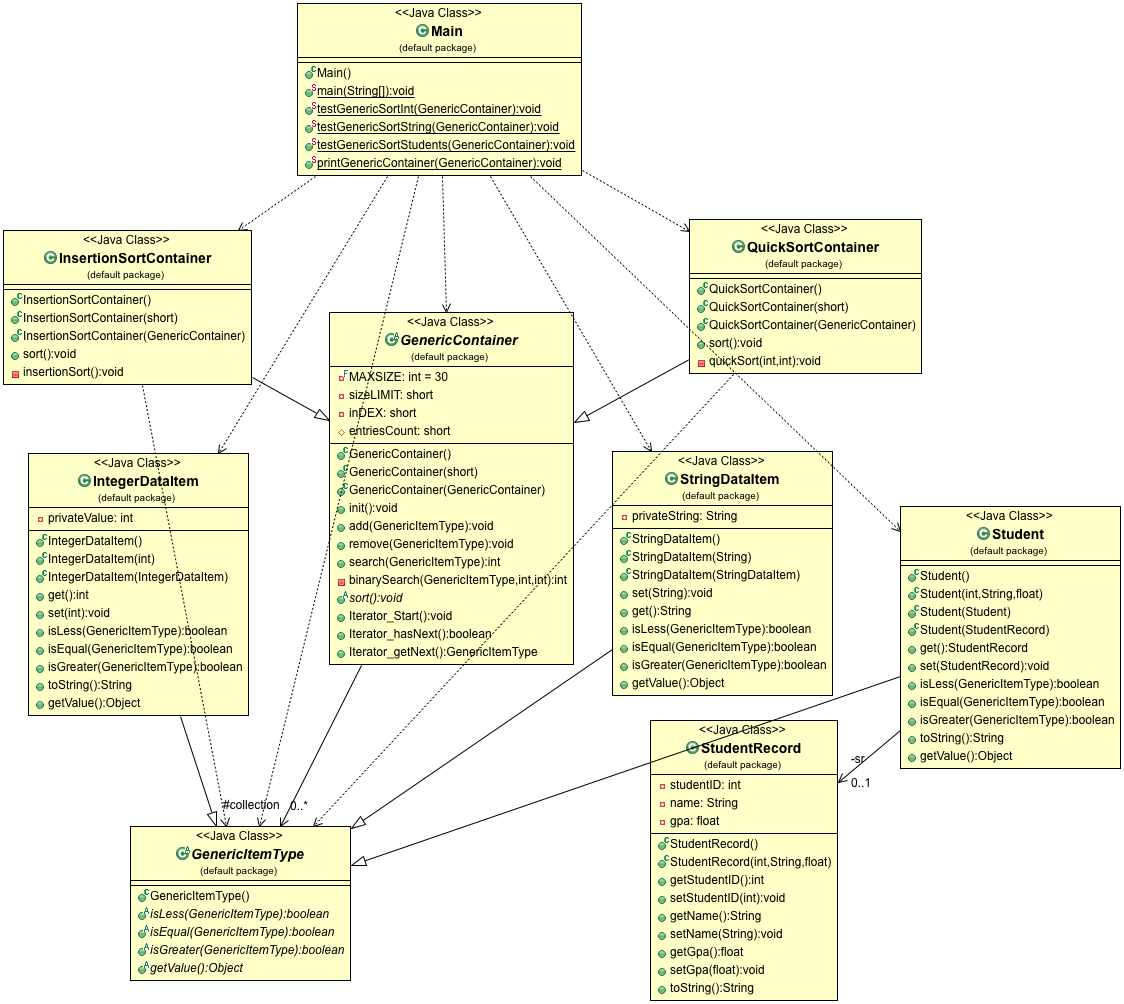 <<Java Class>>
Main
(default package)
Main()
main(String[]):void
testGenericSortInt(GenericContainer):void
testGenericSortString(GenericContainer):void
testGenericSortStudents(GenericContainer):void
printGenericContainer(GenericContainer):void
<<Java Class>>
InsertionSortContainer
(default package)
InsertionSortContainer()
InsertionSortContainer(short)
InsertionSortContainer(GenericContainer)
sort():void
insertionSort():void
<<Java Class>>
QuickSortContainer
(default package)
QuickSortContainer()
QuickSortContainer(short)
QuickSortContainer(GenericContainer)
sort():void
quickSort(int,int):void
<<Java Class>>
GenericContainer
(default package)
MAXSIZE: int = 30
sizeLIMIT: short
inDEX: short
entriesCount: short
GenericContainer()
GenericContainer(short)
GenericContainer(GenericContainer)
init():void
add(GenericItemType):void
remove(GenericItemType):void
search(GenericItemType):int
binarySearch(GenericItemType,int,int):int
sort():void
Iterator_Start():void
Iterator_hasNext():boolean
Iterator_getNext():GenericItemType
<<Java Class>>
IntegerDataItem
(default package)
privateValue: int
IntegerDataItem()
IntegerDataItem(int)
IntegerDataItem(IntegerDataItem)
get():int
set(int):void
isLess(GenericItemType):boolean
isEqual(GenericItemType):boolean
isGreater(GenericItemType):boolean
toString():String
getValue():Object
<<Java Class>>
StringDataItem
(default package)
privateString: String
StringDataItem()
StringDataItem(String)
StringDataItem(StringDataItem)
set(String):void
get():String
isLess(GenericItemType):boolean
isEqual(GenericItemType):boolean
isGreater(GenericItemType):boolean
getValue():Object
<<Java Class>>
Student
(default package)
Student()
Student(int,String,float)
Student(Student)
Student(StudentRecord)
get():StudentRecord
set(StudentRecord):void
isLess(GenericItemType):boolean
isEqual(GenericItemType):boolean
isGreater(GenericItemType):boolean
toString():String
getValue():Object
-sr
0..1
<<Java Class>>
StudentRecord
(default package)
studentID: int
name: String
gpa: float
StudentRecord()
StudentRecord(int,String,float)
getStudentID():int
setStudentID(int):void
getName():String
setName(String):void
getGpa():float
setGpa(float):void
toString():String
#collection 0..*
<<Java Class>>
GenericItemType
(default package)
GenericItemType()
isLess(GenericItemType):boolean
isEqual(GenericItemType):boolean
isGreater(GenericItemType):boolean
getValue():Object